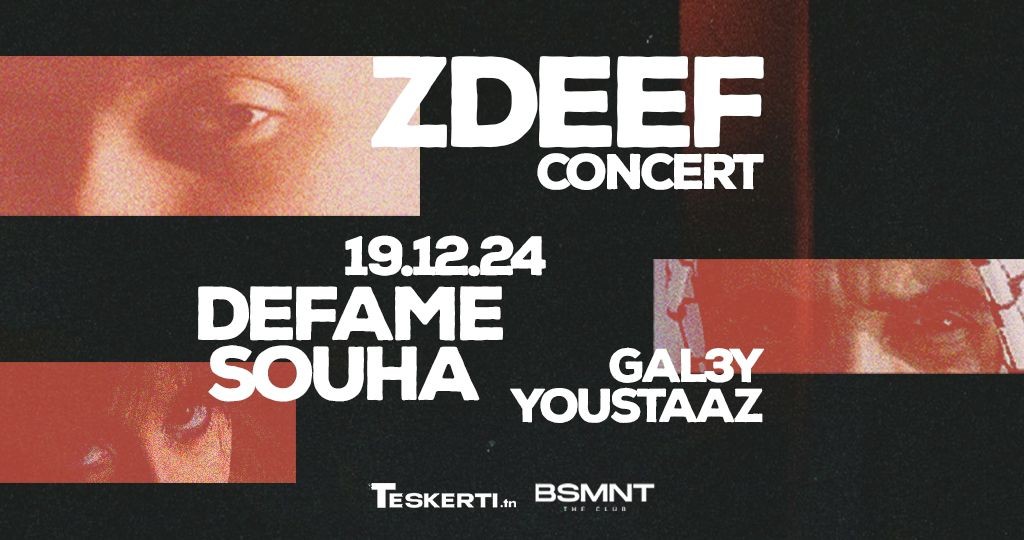 ZDEEF
CONCERT
19.12.24
DEFAME
SOUHA
GAL3Y
YOUSTAAZ
TESKERTI.tn
BSMNT
THE CLUB